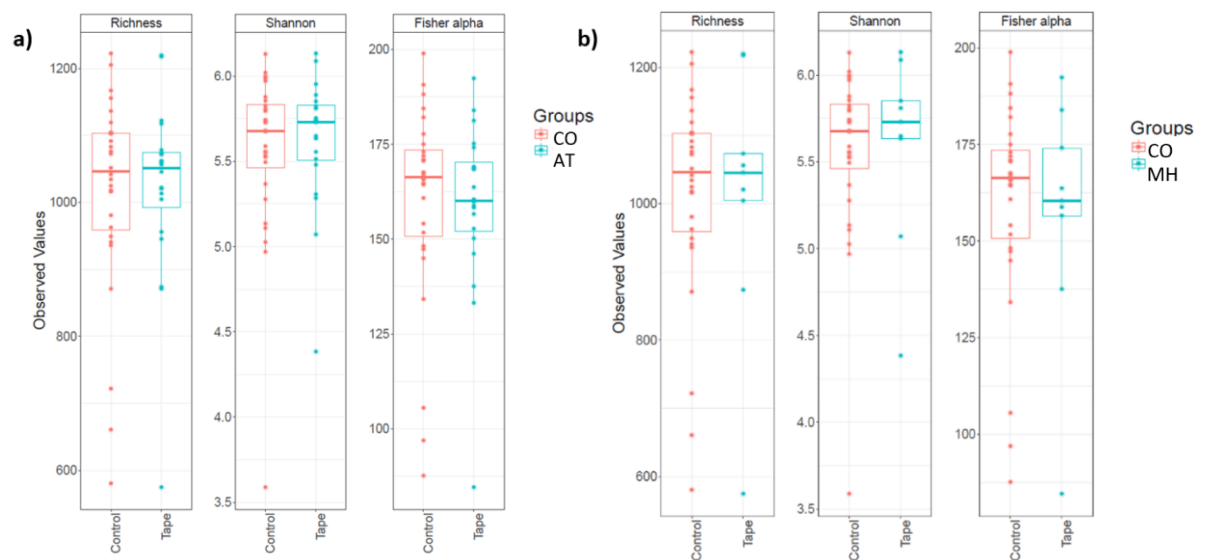 a)
Richness
Shannon
Fisher alpha
Observed Values
1200
1000
800
600
6.0
5.5
5.0
4.5
4.0
3.5
200
175
150
125
100
Control
Tape
Control
Tape
Control
Tape
Groups
CO
AT
b)
Richness
Shannon
Fisher alpha
Observed Values
1200
1000
800
600
6.0
5.5
5.0
4.5
4.0
3.5
200
175
150
125
100
Control
Tape
Control
Tape
Control
Tape
Groups
CO
MH